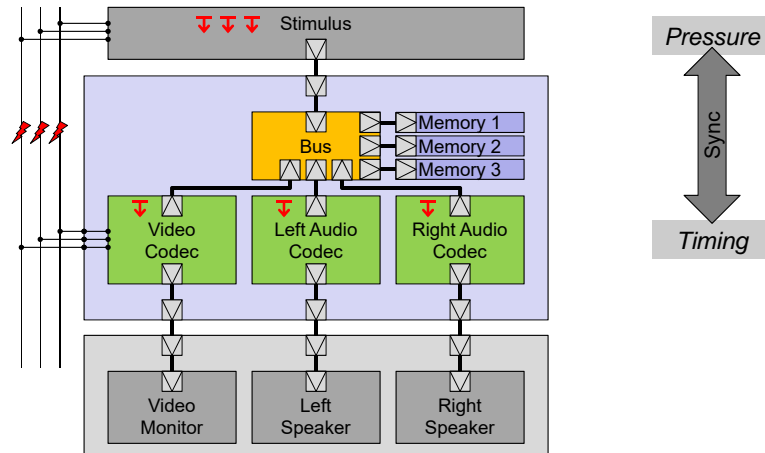 Stimulus
Pressure
Sync
Timing
Bus
Memory 1
Memory 2
Memory 3
Video
Codec
Left Audio
Codec
Right Audio
Codec
Video
Monitor
Left
Speaker
Right
Speaker